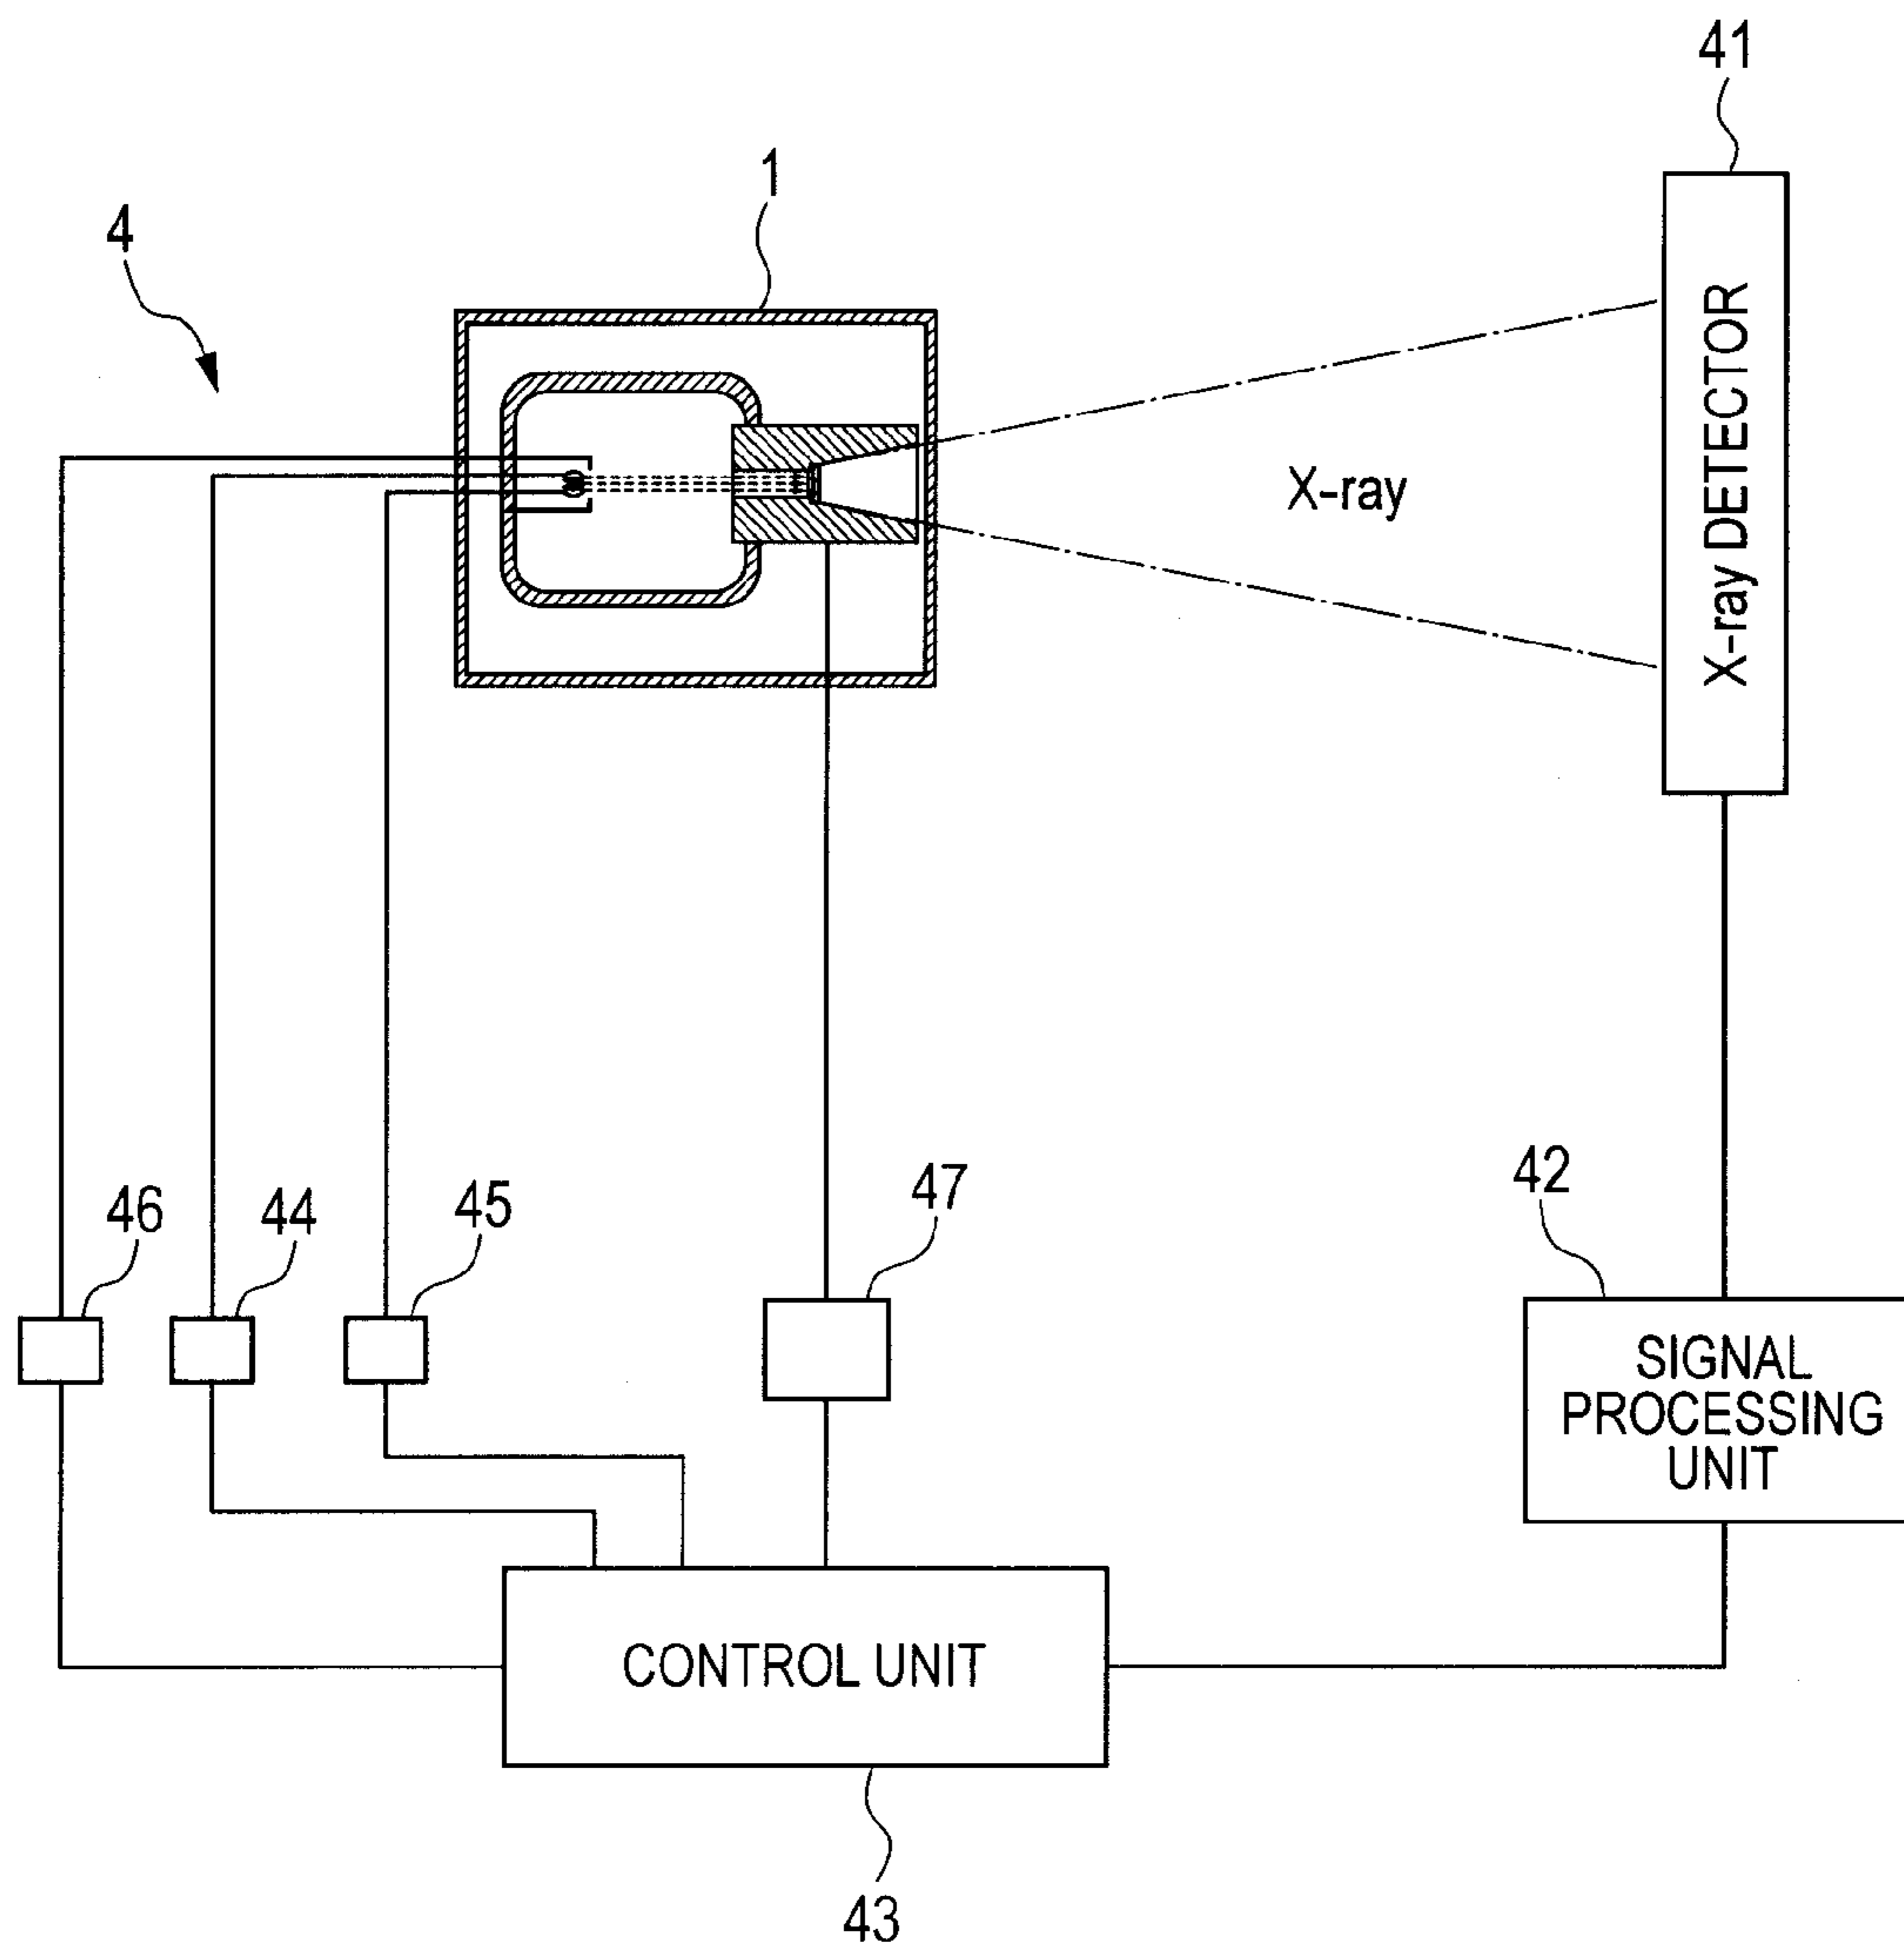 41
1
4
X-ray DETECTOR
X-ray
46
44
45
47
42
SIGNAL
PROCESSING
UNIT
CONTROL UNIT
43